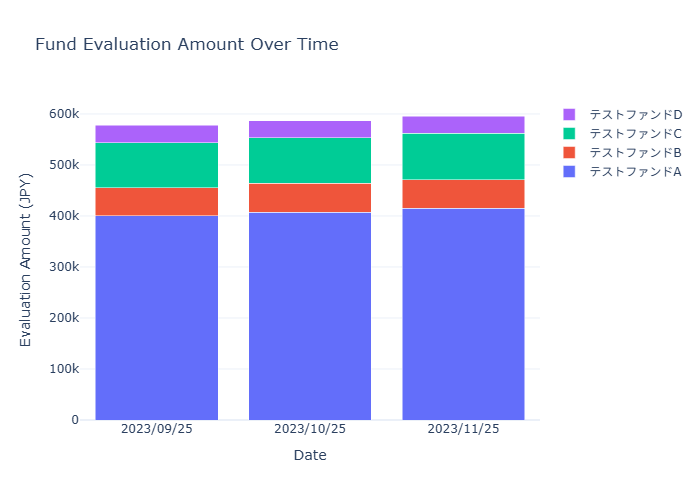 Fund Evaluation Amount Over Time
テストファンドD
テストファンドC
テストファンドB
テストファンドA
Evaluation Amount (JPY)
600k
500k
400k
300k
200k
100k
0
2023/09/25
2023/10/25
2023/11/25
Date